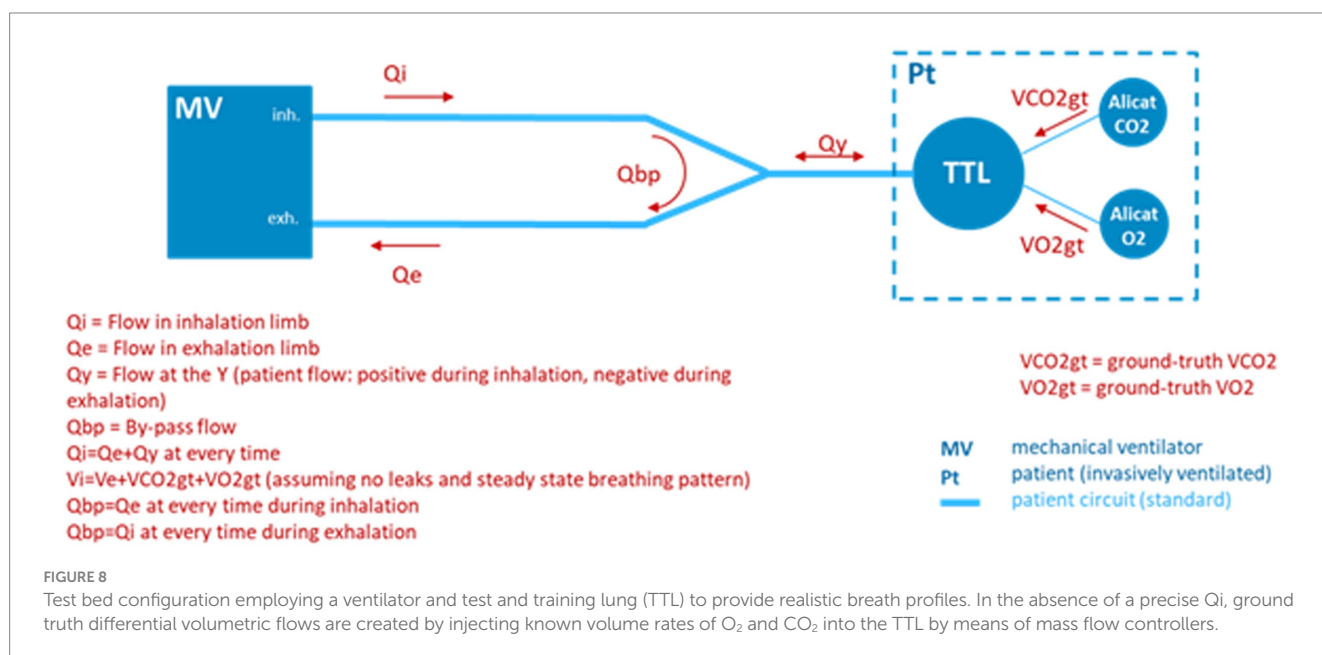 Qi
MV
inh.
Qbp
Qy
exh.
Qe
Pt
VCO2gt
Alicat
CO2
TTL
Alicat
O2
VO2gt
Qi = Flow in inhalation limb
Qe = Flow in exhalation limb
Qy = Flow at the Y (patient flow: positive during inhalation, negative during
exhalation)
Qbp = By-pass flow
Qi=Qe+Qy at every time
Vi=Ve+VCO2gt+VO2gt (assuming no leaks and steady state breathing pattern)
Qbp=Qe at every time during inhalation
Qbp=Qi at every time during exhalation
VCO2gt = ground-truth VCO2
VO2gt = ground-truth VO2
MV mechanical ventilator
Pt patient (invasively ventilated)
patient circuit (standard)
FIGURE 8
Test bed configuration employing a ventilator and test and training lung (TTL) to provide realistic breath profiles. In the absence of a precise Qi, ground
truth differential volumetric flows are created by injecting known volume rates of O₂ and CO₂ into the TTL by means of mass flow controllers.